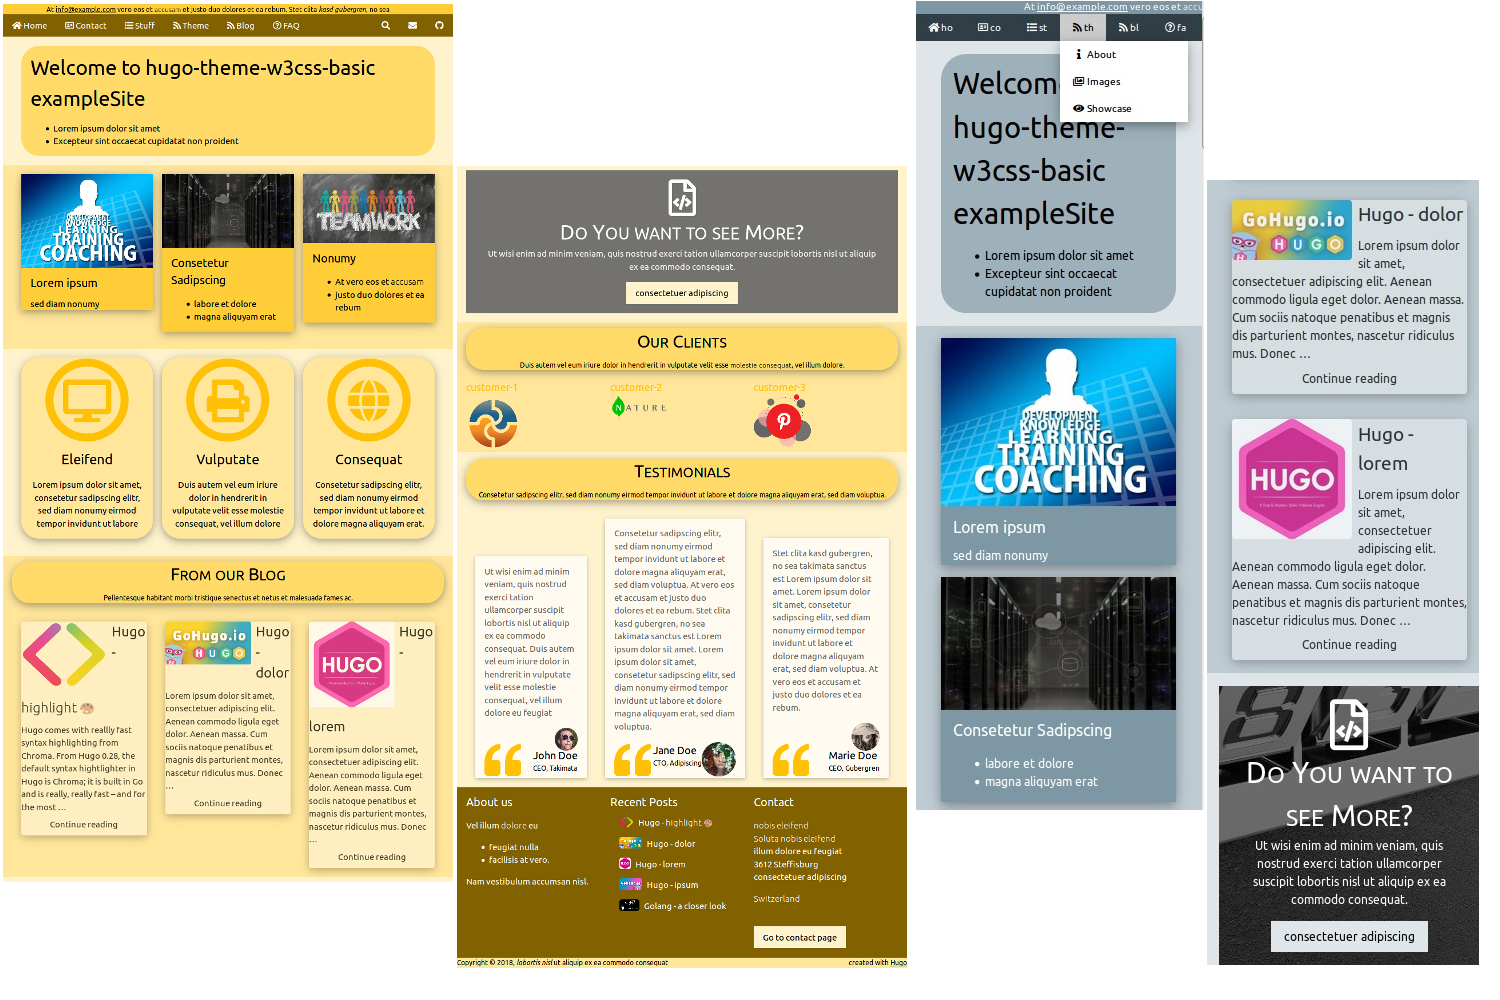 At info@example.com vero eos et accusam et justo duo dolores et ea rebum. Stet clita kasd gubergren, no sea
Home Contact Stuff Theme Blog FAQ
Welcome to hugo-theme-w3css-basic
exampleSite
Lorem ipsum dolor sit amet
Excepteur sint occaecat cupidatat non proident
DEVELOPMENT
KNOWLEDGE
LEARNING
TRAINING
COACHING
Lorem ipsum
sed diam nonumy
Consetetur
Sadipscing
labore et dolore
magna aliquyam erat
TEAMWORK
Nonumy
At vero eos et accusam
justo duo dolores et ea
rebum
Eleifend
Lorem ipsum dolor sit amet,
consetetur sadipscing elitr,
sed diam nonumy eirmod
tempor invidunt ut labore
Vulputate
Duis autem vel eum iriure
dolor in hendrerit in
vulputate velit esse molestie
consequat, vel illum dolore
Consequat
Consetetur sadipscing elitr,
sed diam nonumy eirmod
tempor invidunt ut labore et
dolore magna aliquyam erat.
From our Blog
Pellentesque habitant morbi tristique senectus et netus et malesuada fames ac.
Hugo
-
highlight
Hugo comes with really fast
syntax highlighting from
Chroma. From Hugo 0.28, the
default syntax hightlighter in
Hugo is Chroma; it is built in Go
and is really, really fast – and for
the most …
Continue reading
GoHugo.io
HUGO
Hugo
-
dolor
Lorem ipsum dolor sit amet,
consectetuer adipiscing elit.
Aenean commodo ligula eget
dolor. Aenean massa. Cum
sociis natoque penatibus et
magnis dis parturient montes,
nascetur ridiculus mus. Donec
…
Continue reading
HUGO
Hugo
-
lorem
Lorem ipsum dolor sit amet,
consectetuer adipiscing elit.
Aenean commodo ligula eget
dolor. Aenean massa. Cum
sociis natoque penatibus et
magnis dis parturient montes,
nascetur ridiculus mus. Donec
…
Continue reading
Do You want to see More?
Ut wisi enim ad minim veniam, quis nostrud exerci tation ullamcorper suscipit lobortis nisl ut aliquip
ex ea commodo consequat.
consectetuer adipiscing
Our Clients
Duis autem vel eum iriure dolor in hendrerit in vulputate velit esse molestie consequat, vel illum dolore.
customer-1
customer-2
NATURE
customer-3
Testimonials
Consetetur sadipscing elitr, sed diam nonumy eirmod tempor invidunt ut labore et dolore magna aliquyam erat, sed diam voluptua.
Ut wisi enim ad minim
veniam, quis nostrud
exerci tation
ullamcorper suscipit
lobortis nisl ut aliquip
ex ea commodo
consequat. Duis autem
vel eum iriure dolor in
hendrerit in vulputate
velit esse molestie
consequat, vel illum
dolore eu feugiat
John Doe
CEO, Takimata
Consetetur sadipscing elitr,
sed diam nonumy eirmod
tempor invidunt ut labore et
dolore magna aliquyam erat,
sed diam voluptua. At vero eos
et accusam et justo duo
dolores et ea rebum. Stet clita
kasd gubergren, no sea
takimata sanctus est Lorem
ipsum dolor sit amet. Lorem
ipsum dolor sit amet,
consetetur sadipscing elitr, sed
diam nonumy eirmod tempor
invidunt ut labore et dolore
magna aliquyam erat, sed diam
voluptua.
Jane Doe
CTO, Adipiscing
Stet clita kasd gubergren,
no sea takimata sanctus
est Lorem ipsum dolor sit
amet. Lorem ipsum dolor
sit amet, consetetur
sadipscing elitr, sed diam
nonumy eirmod tempor
invidunt ut labore et
dolore magna aliquyam
erat, sed diam voluptua. At
vero eos et accusam et
justo duo dolores et ea
rebum.
Marie Doe
CEO, Gubergren
About us
Vel illum dolore eu
feugiat nulla
facilisis at vero.
Nam vestibulum accumsan nisl.
Recent Posts
Hugo - highlight
Hugo - dolor
Hugo - lorem
Hugo - ipsum
Golang - a closer look
Contact
nobis eleifend
Soluta nobis eleifend
illum dolore eu feugiat
3612 Steffisburg
consectetuer adipiscing
Switzerland
Go to contact page
Copyright © 2018, lobortis nisl ut aliquip ex ea commodo consequat
created with Hugo
At info@example.com vero eos et accu
ho co st th bl fa
About
Images
Showcase
Welcome
hugo-theme-
w3css-basic
exampleSite
Lorem ipsum dolor sit amet
Excepteur sint occaecat
cupidatat non proident
DEVELOPMENT
KNOWLEDGE
LEARNING
TRAINING
COACHING
Lorem ipsum
sed diam nonumy
Consetetur Sadipscing
labore et dolore
magna aliquyam erat
GoHugo.io
HUGO
Hugo - dolor
Lorem ipsum dolor
sit amet,
consectetuer adipiscing elit. Aenean
commodo ligula eget dolor. Aenean massa.
Cum sociis natoque penatibus et magnis
dis parturient montes, nascetur ridiculus
mus. Donec …
Continue reading
HUGO
Hugo -
lorem
Lorem ipsum dolor
sit amet,
consectetuer
adipiscing elit.
Aenean commodo ligula eget dolor.
Aenean massa. Cum sociis natoque
penatibus et magnis dis parturient montes,
nascetur ridiculus mus. Donec …
Continue reading
Do You want to
see More?
Ut wisi enim ad minim veniam, quis
nostrud exerci tation ullamcorper
suscipit lobortis nisl ut aliquip ex ea
commodo consequat.
consectetuer adipiscing